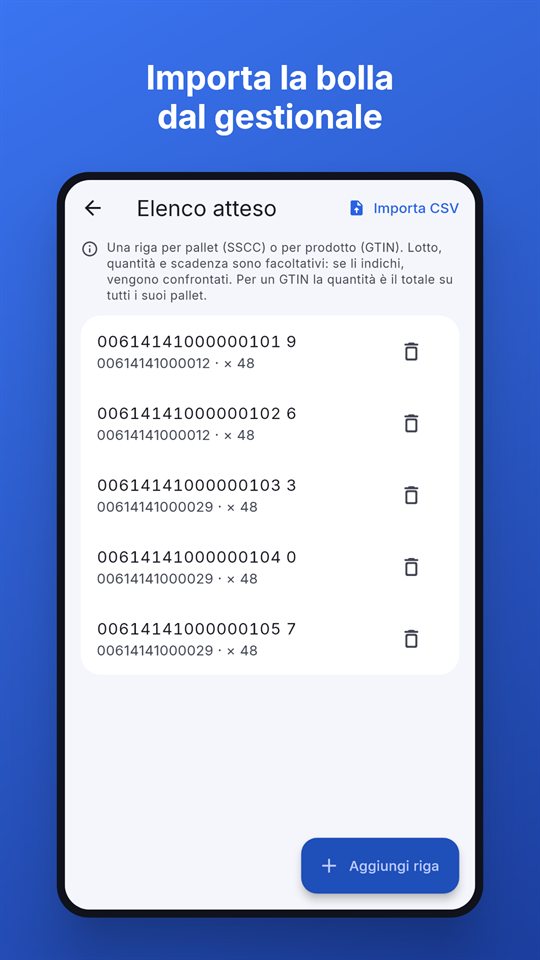 Importa la bolla
dal gestionale
Elenco atteso
Importa CSV
Una riga per pallet (SSCC) o per prodotto (GTIN). Lotto,
quantità e scadenza sono facoltativi: se li indichi,
vengono confrontati. Per un GTIN la quantità è il totale su
tutti i suoi pallet.
00614141000000101 9
00614141000012 · × 48
00614141000000102 6
00614141000012 · × 48
00614141000000103 3
00614141000029 · × 48
00614141000000104 0
00614141000029 · × 48
00614141000000105 7
00614141000029 · × 48
Aggiungi riga